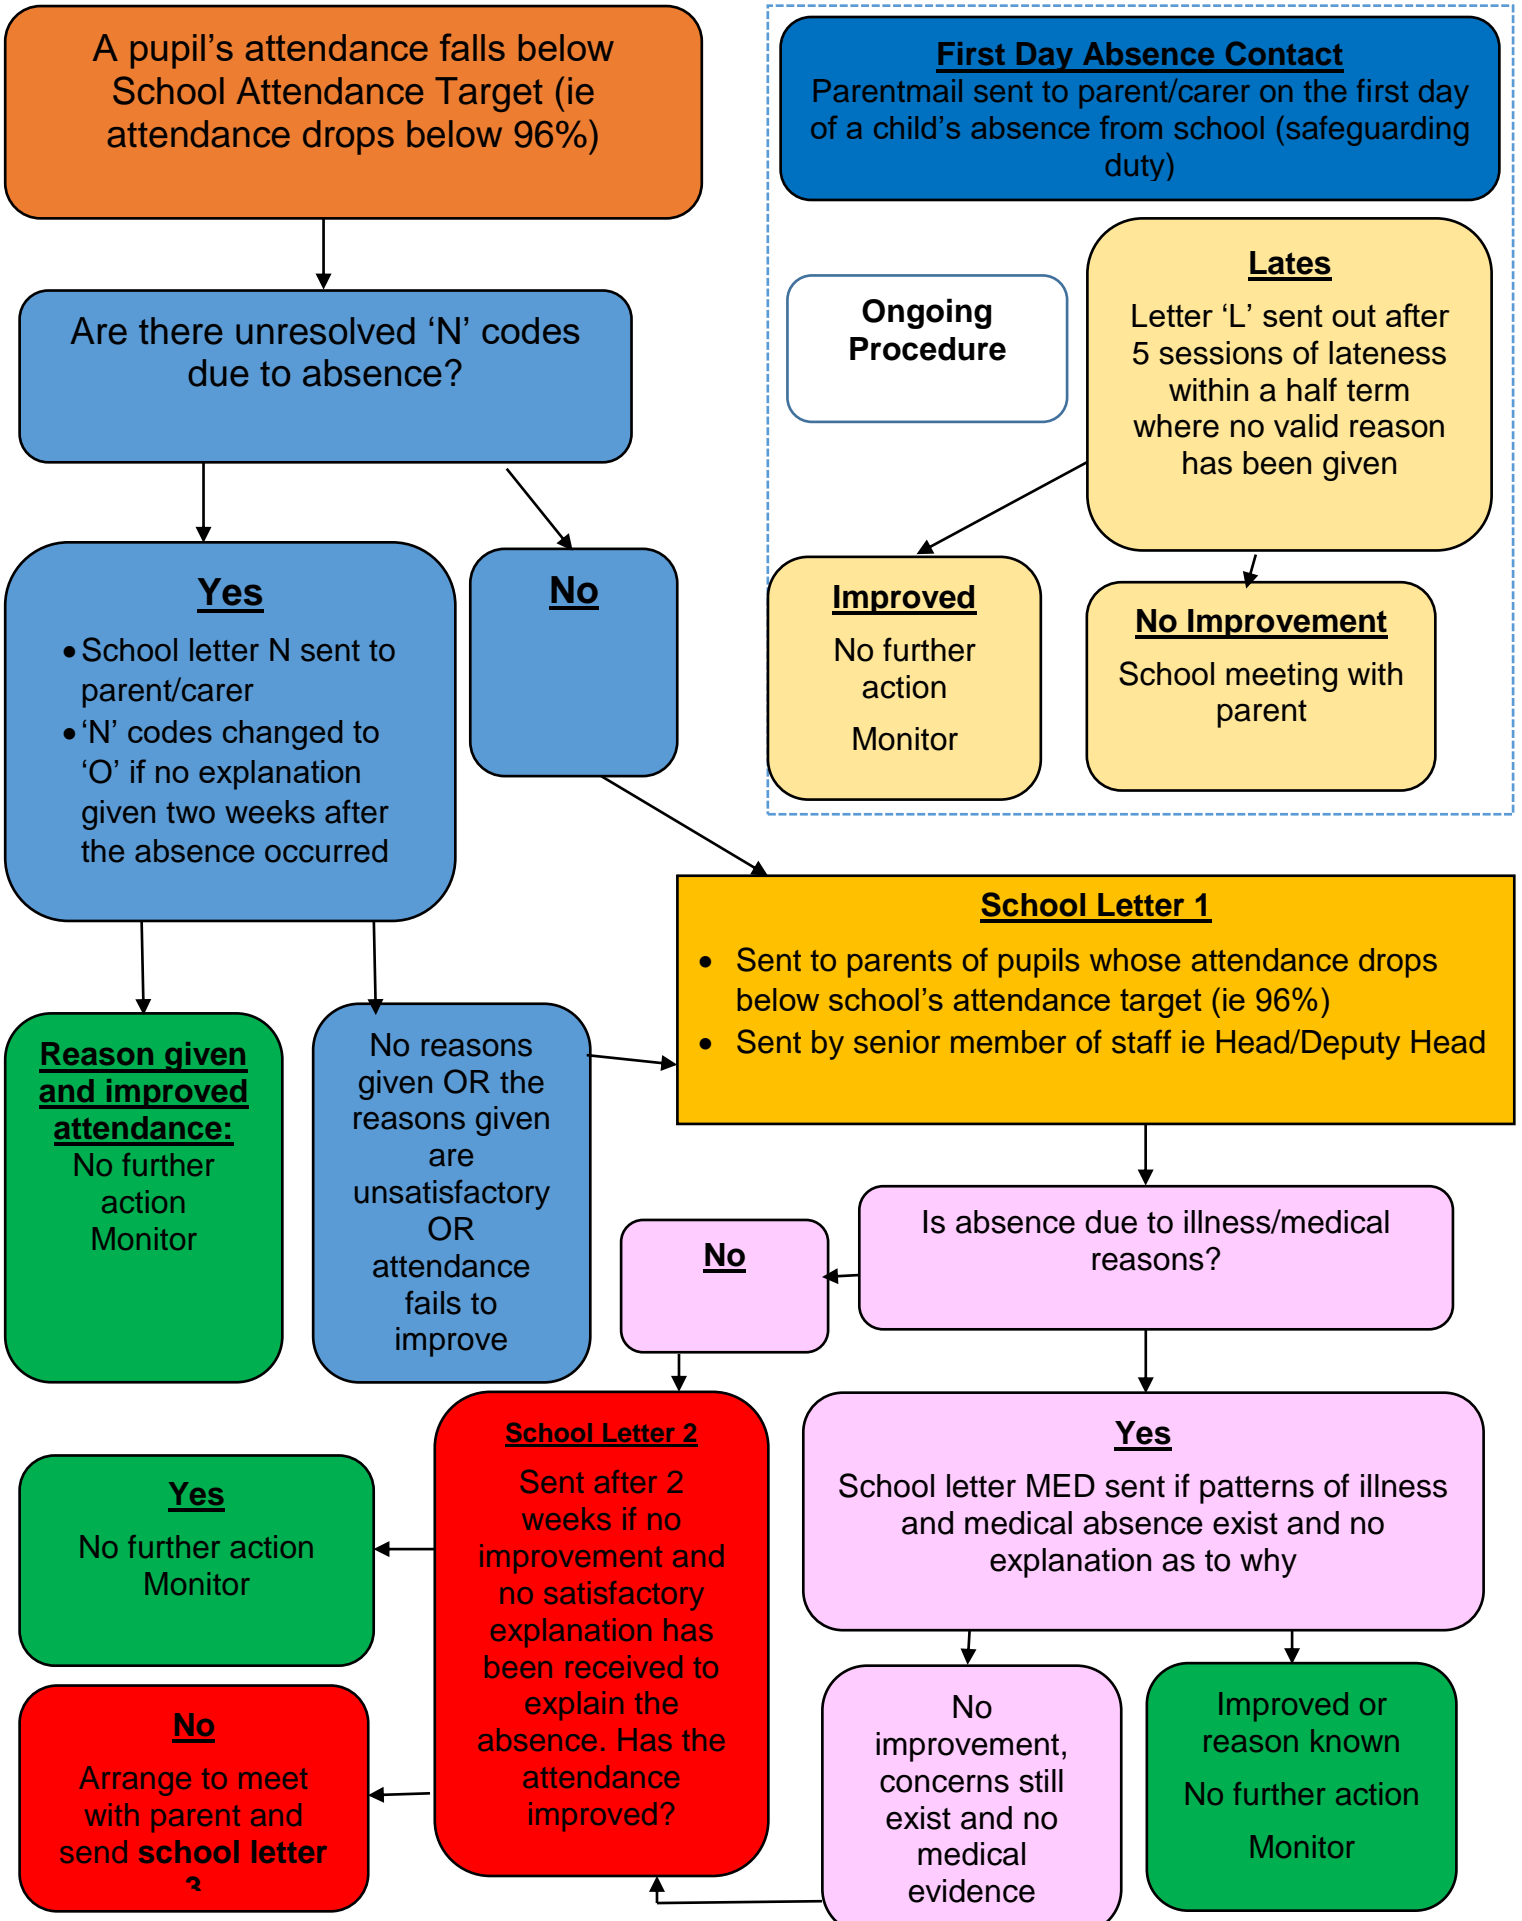 A pupil’s attendance falls below
School Attendance Target (ie
attendance drops below 96%)
First Day Absence Contact
Parentmail sent to parent/carer on the first day
of a child’s absence from school (safeguarding
duty)
Ongoing
Procedure
Lates
Letter ‘L’ sent out after
5 sessions of lateness
within a half term
where no valid reason
has been given
Are there unresolved ‘N’ codes
due to absence?
Yes
• School letter N sent to
parent/carer
• ‘N’ codes changed to
‘O’ if no explanation
given two weeks after
the absence occurred
No
Improved
No further
action
Monitor
No Improvement
School meeting with
parent
School Letter 1
• Sent to parents of pupils whose attendance drops
below school’s attendance target (ie 96%)
• Sent by senior member of staff ie Head/Deputy Head
Reason given
and improved
attendance:
No further
action
Monitor
No reasons
given OR the
reasons given
are
unsatisfactory
OR
attendance
fails to
improve
Is absence due to illness/medical
reasons?
No
Yes
School letter MED sent if patterns of illness
and medical absence exist and no
explanation as to why
School Letter 2
Sent after 2
weeks if no
improvement and
no satisfactory
explanation has
been received to
explain the
absence. Has the
attendance
improved?
Yes
No further action
Monitor
No
Arrange to meet
with parent and
send school letter
3
No
improvement,
concerns still
exist and no
medical
evidence
Improved or
reason known
No further action
Monitor